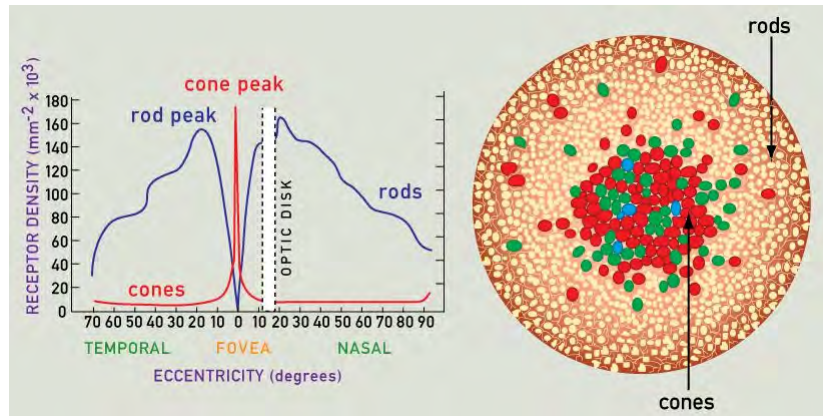 cone peak
rod peak
rods
cones
OPTIC DISK
RECEPTOR DENSITY (mm⁻² x 10³)
180
160
140
120
100
80
60
40
20
0
70 60 50 40 30 20 10 0 10 20 30 40 50 60 70 80 90
TEMPORAL FOVEA NASAL
ECCENTRICITY (degrees)
rods
cones